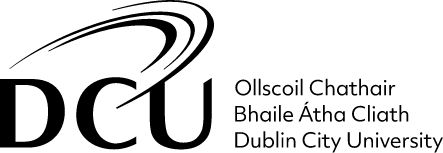 DCU
Ollscoil Chathair
Bhaile Átha Cliath
Dublin City University